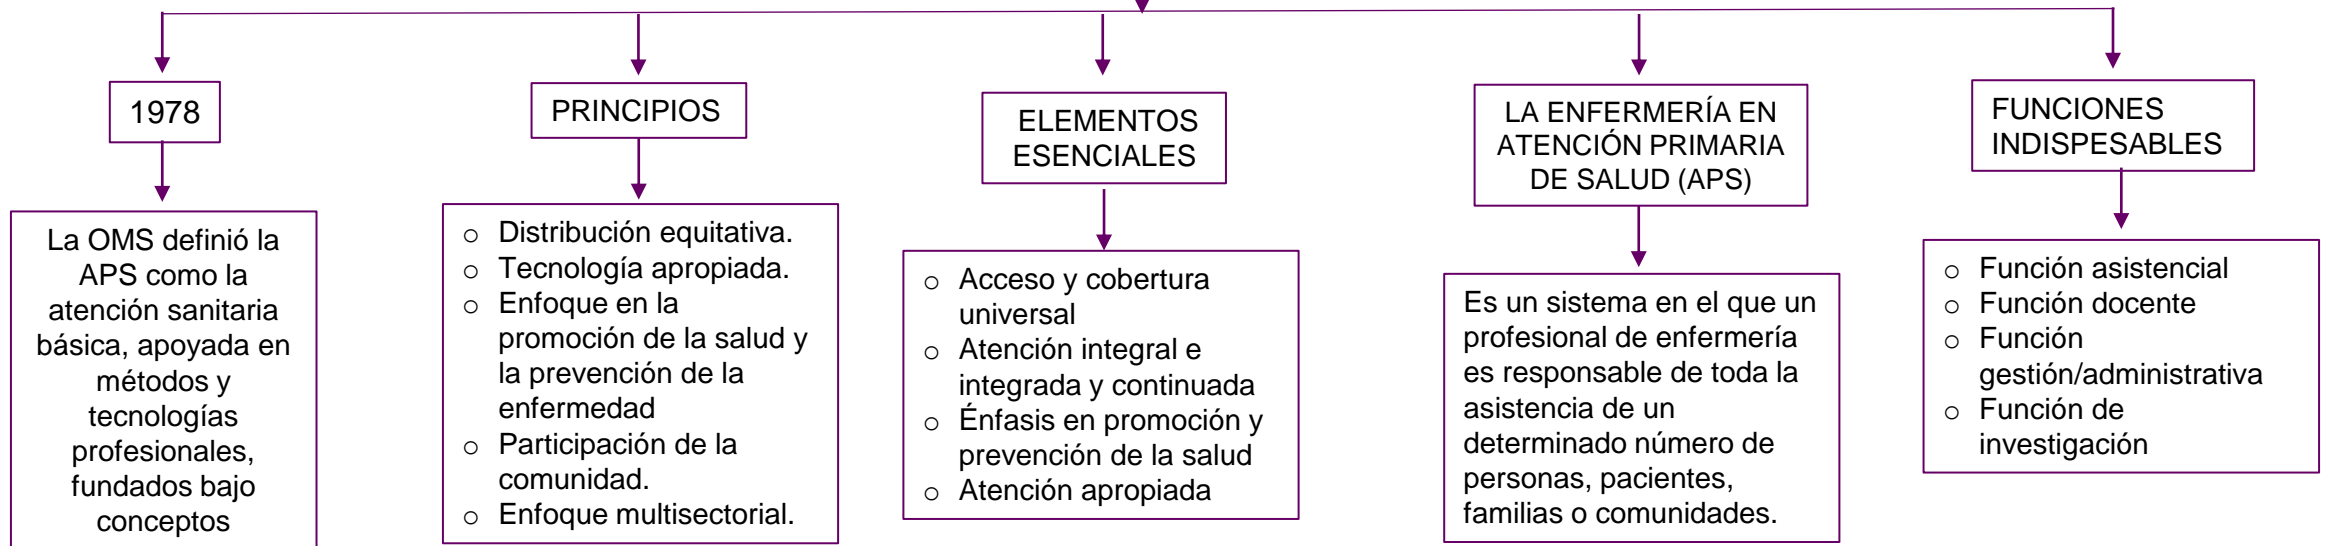 1978
La OMS definió la
APS como la
atención sanitaria
básica, apoyada en
métodos y
tecnologías
profesionales,
fundados bajo
conceptos
PRINCIPIOS
o Distribución equitativa.
o Tecnología apropiada.
o Enfoque en la
promoción de la salud y
la prevención de la
enfermedad
o Participación de la
comunidad.
o Enfoque multisectorial.
ELEMENTOS
ESENCIALES
o Acceso y cobertura
universal
o Atención integral e
integrada y continuada
o Énfasis en promoción y
prevención de la salud
o Atención apropiada
LA ENFERMERÍA EN
ATENCIÓN PRIMARIA
DE SALUD (APS)
Es un sistema en el que un
profesional de enfermería
es responsable de toda la
asistencia de un
determinado número de
personas, pacientes,
familias o comunidades.
FUNCIONES
INDISPESABLES
o Función asistencial
o Función docente
o Función
gestión/administrativa
o Función de
investigación